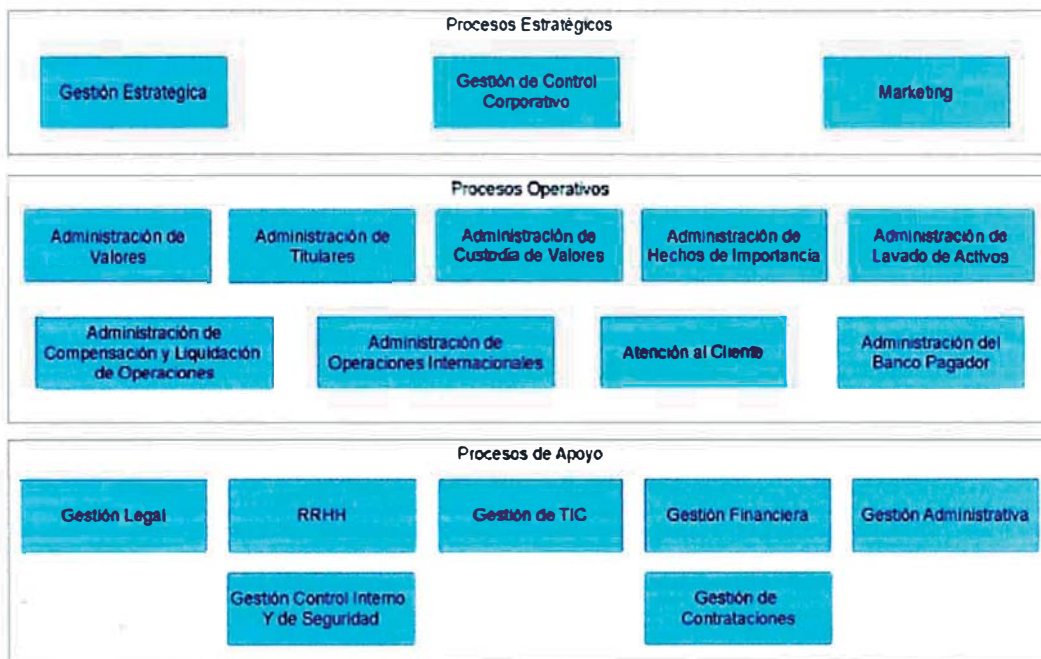 Procesos Estratégicos
Gestión Estrategica
Gestión de Control
Corporativo
Marketing
Procesos Operativos
Administración de
Valores
Administración de
Titulares
Administración de
Custodia de Valores
Administración de
Hechos de Importancia
Administración de
Lavado de Activos
Administración de
Compensación y Liquidación
de Operaciones
Administración de
Operaciones Internacionales
Atención al Cliente
Administración del
Banco Pagador
Procesos de Apoyo
Gestión Legal
RRHH
Gestión de TIC
Gestión Financiera
Gestión Administrativa
Gestión Control Interno
Y de Seguridad
Gestión de
Contrataciones